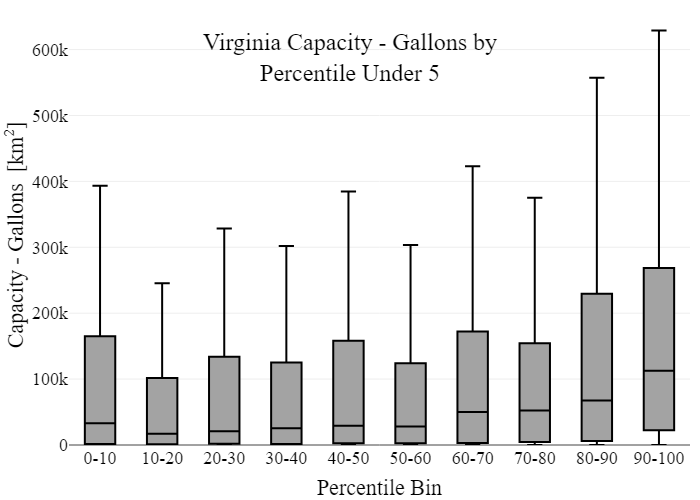 Virginia Capacity - Gallons by
Percentile Under 5
Capacity - Gallons [km²]
600k
500k
400k
300k
200k
100k
0
0-10 10-20 20-30 30-40 40-50 50-60 60-70 70-80 80-90 90-100
Percentile Bin